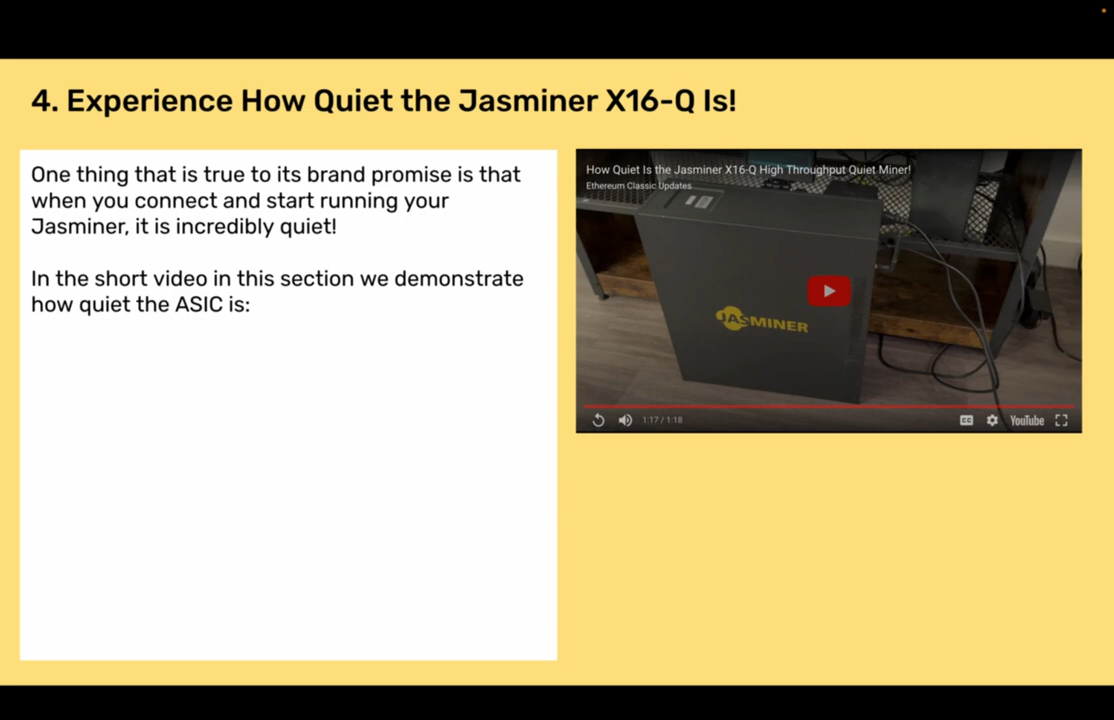 4. Experience How Quiet the Jasminer X16-Q Is!
One thing that is true to its brand promise is that
when you connect and start running your
Jasminer, it is incredibly quiet!
In the short video in this section we demonstrate
how quiet the ASIC is:
How Quiet Is the Jasminer X16-Q High Throughput Quiet Miner!
Ethereum Classic Updates
JASMINER
1:17 / 1:18
CC
YouTube